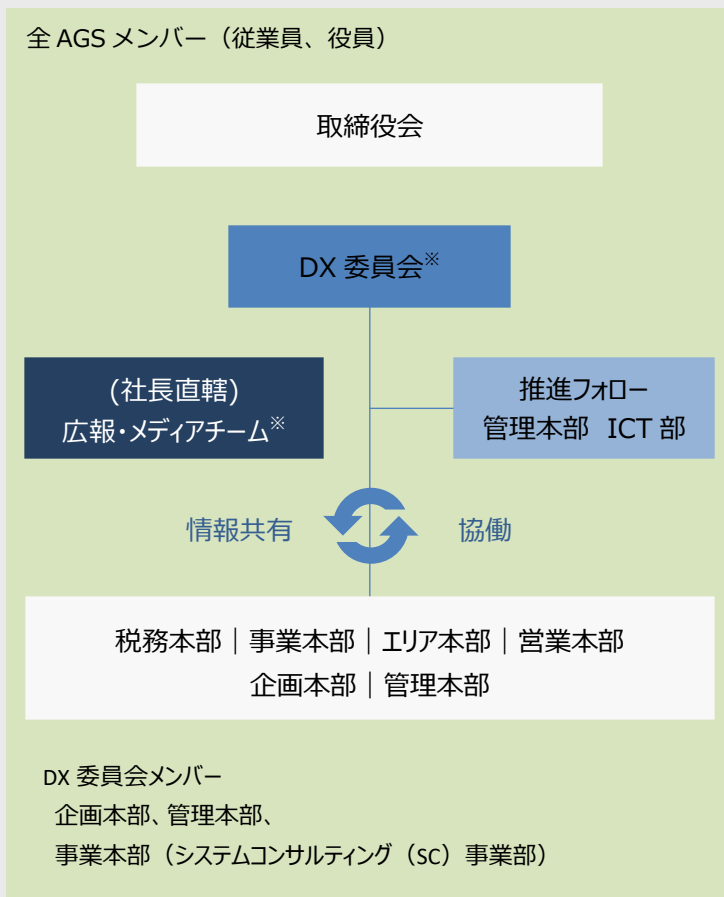 全 AGS メンバー（従業員、役員）
取締役会
DX 委員会※
(社長直轄)
広報・メディアチーム※
推進フォロー
管理本部 ICT 部
情報共有
協働
税務本部｜事業本部｜エリア本部｜営業本部
企画本部｜管理本部
DX 委員会メンバー
企画本部、管理本部、
事業本部（システムコンサルティング（SC）事業部）